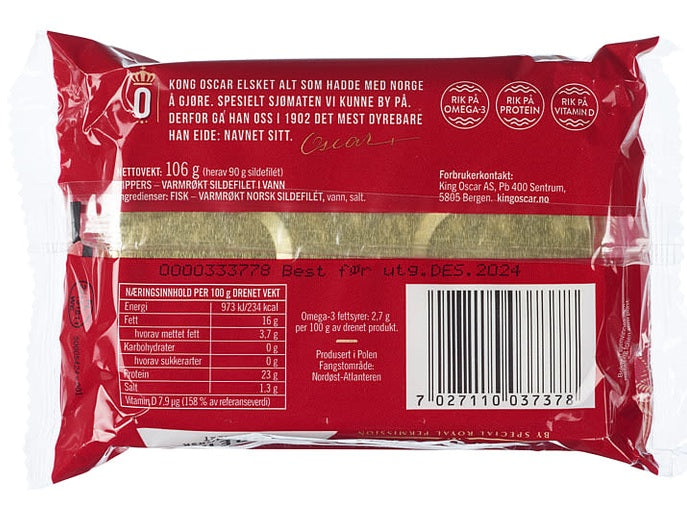 Ó
KONG OSCAR ELSKET ALT SOM HADDE MED NORGE
Å GJØRE. SPESIELT SJØMATEN VI KUNNE BY PÅ.
DERFOR GA HAN OSS I 1902 DET MEST DYREBARE
HAN EIDE: NAVNET SITT.
Oscar
RIK PÅ
OMEGA-3
RIK PÅ
PROTEIN
RIK PÅ
VITAMIN D
NETTOVEKT: 106 g (herav 90 g sildefilét)
KIPPERS – VARMRØKT SILDEFILET I VANN
Ingredienser: FISK – VARMRØKT NORSK SILDEFILÉT, vann, salt.
Forbrukerkontakt:
King Oscar AS, Pb 400 Sentrum,
5805 Bergen. kingoscar.no
0000333778 Best før utg.DES.2024
NÆRINGSINNHOLD PER 100 g DRENET VEKT
Energi 973 kJ/234 kcal
Fett 16 g
hvorav mettet fett 3,7 g
Karbohydrater 0 g
hvorav sukkerarter 0 g
Protein 23 g
Salt 1,3 g
Vitamin D 7,9 µg (158 % av referanseverdi)
Omega-3 fettsyrer: 2,7 g
per 100 g av drenet produkt.
Produsert i Polen
Fangstområde:
Nordøst-Atlanteren
7 027110 037378
BY SPECIAL ROYAL PERMISSION